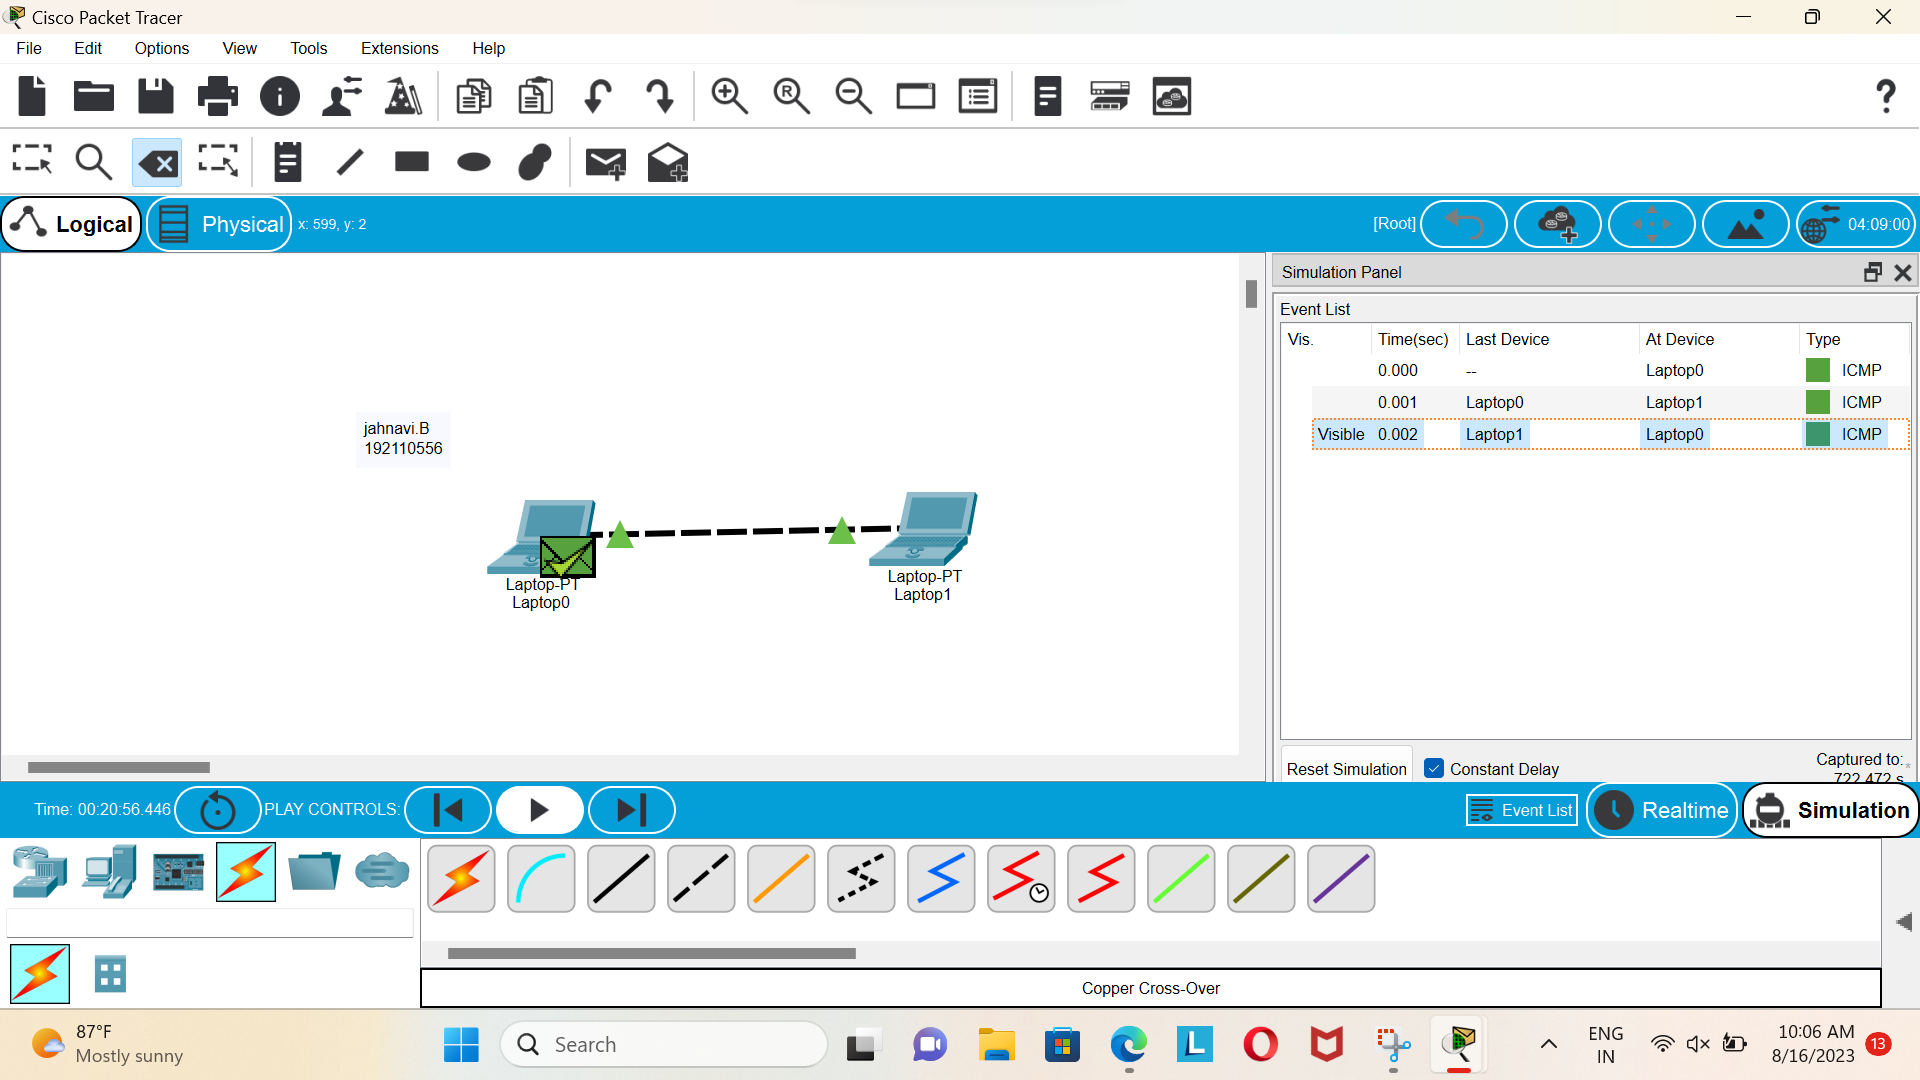 Cisco Packet Tracer
File Edit Options View Tools Extensions Help
Logical Physical x: 599, y: 2 [Root] 04:09:00
Simulation Panel
Event List
Vis. Time(sec) Last Device At Device Type
0.000 -- Laptop0 ICMP
0.001 Laptop0 Laptop1 ICMP
Visible 0.002 Laptop1 Laptop0 ICMP
jahnavi.B
192110556
Laptop-PT
Laptop0
Laptop-PT
Laptop1
Reset Simulation Constant Delay Captured to:
722.472 s
Time: 00:20:56.446 PLAY CONTROLS: Event List Realtime Simulation
Copper Cross-Over
87°F
Mostly sunny
Search
ENG
IN
10:06 AM
8/16/2023
13